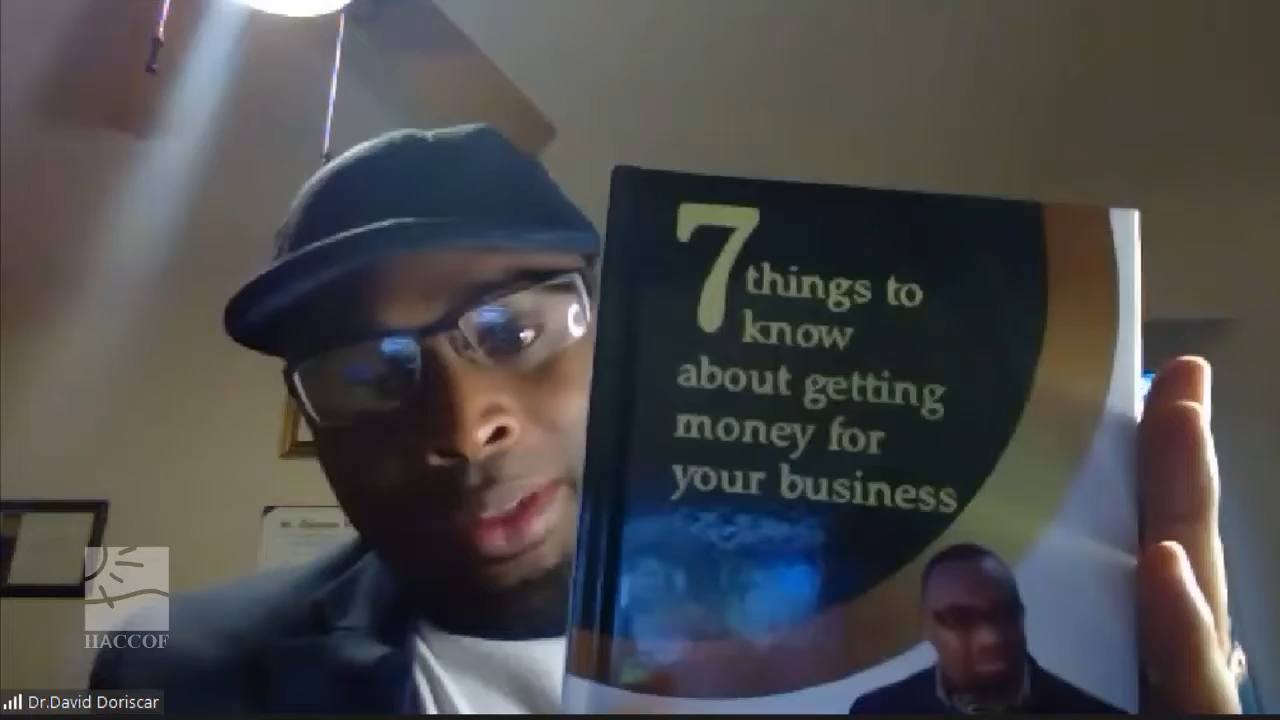 7
things to
know
about getting
money for
your business
HACCOF
Dr.David Doriscar